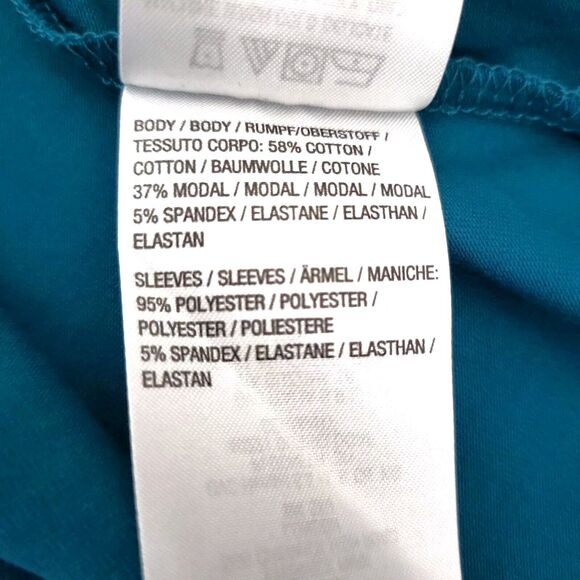 BODY / BODY / RUMPF/OBERSTOFF /
TESSUTO CORPO: 58% COTTON /
COTTON / BAUMWOLLE / COTONE
37% MODAL / MODAL / MODAL / MODAL
5% SPANDEX / ELASTANE / ELASTHAN /
ELASTAN
SLEEVES / SLEEVES / ÄRMEL / MANICHE:
95% POLYESTER / POLYESTER /
POLYESTER / POLIESTERE
5% SPANDEX / ELASTANE / ELASTHAN /
ELASTAN